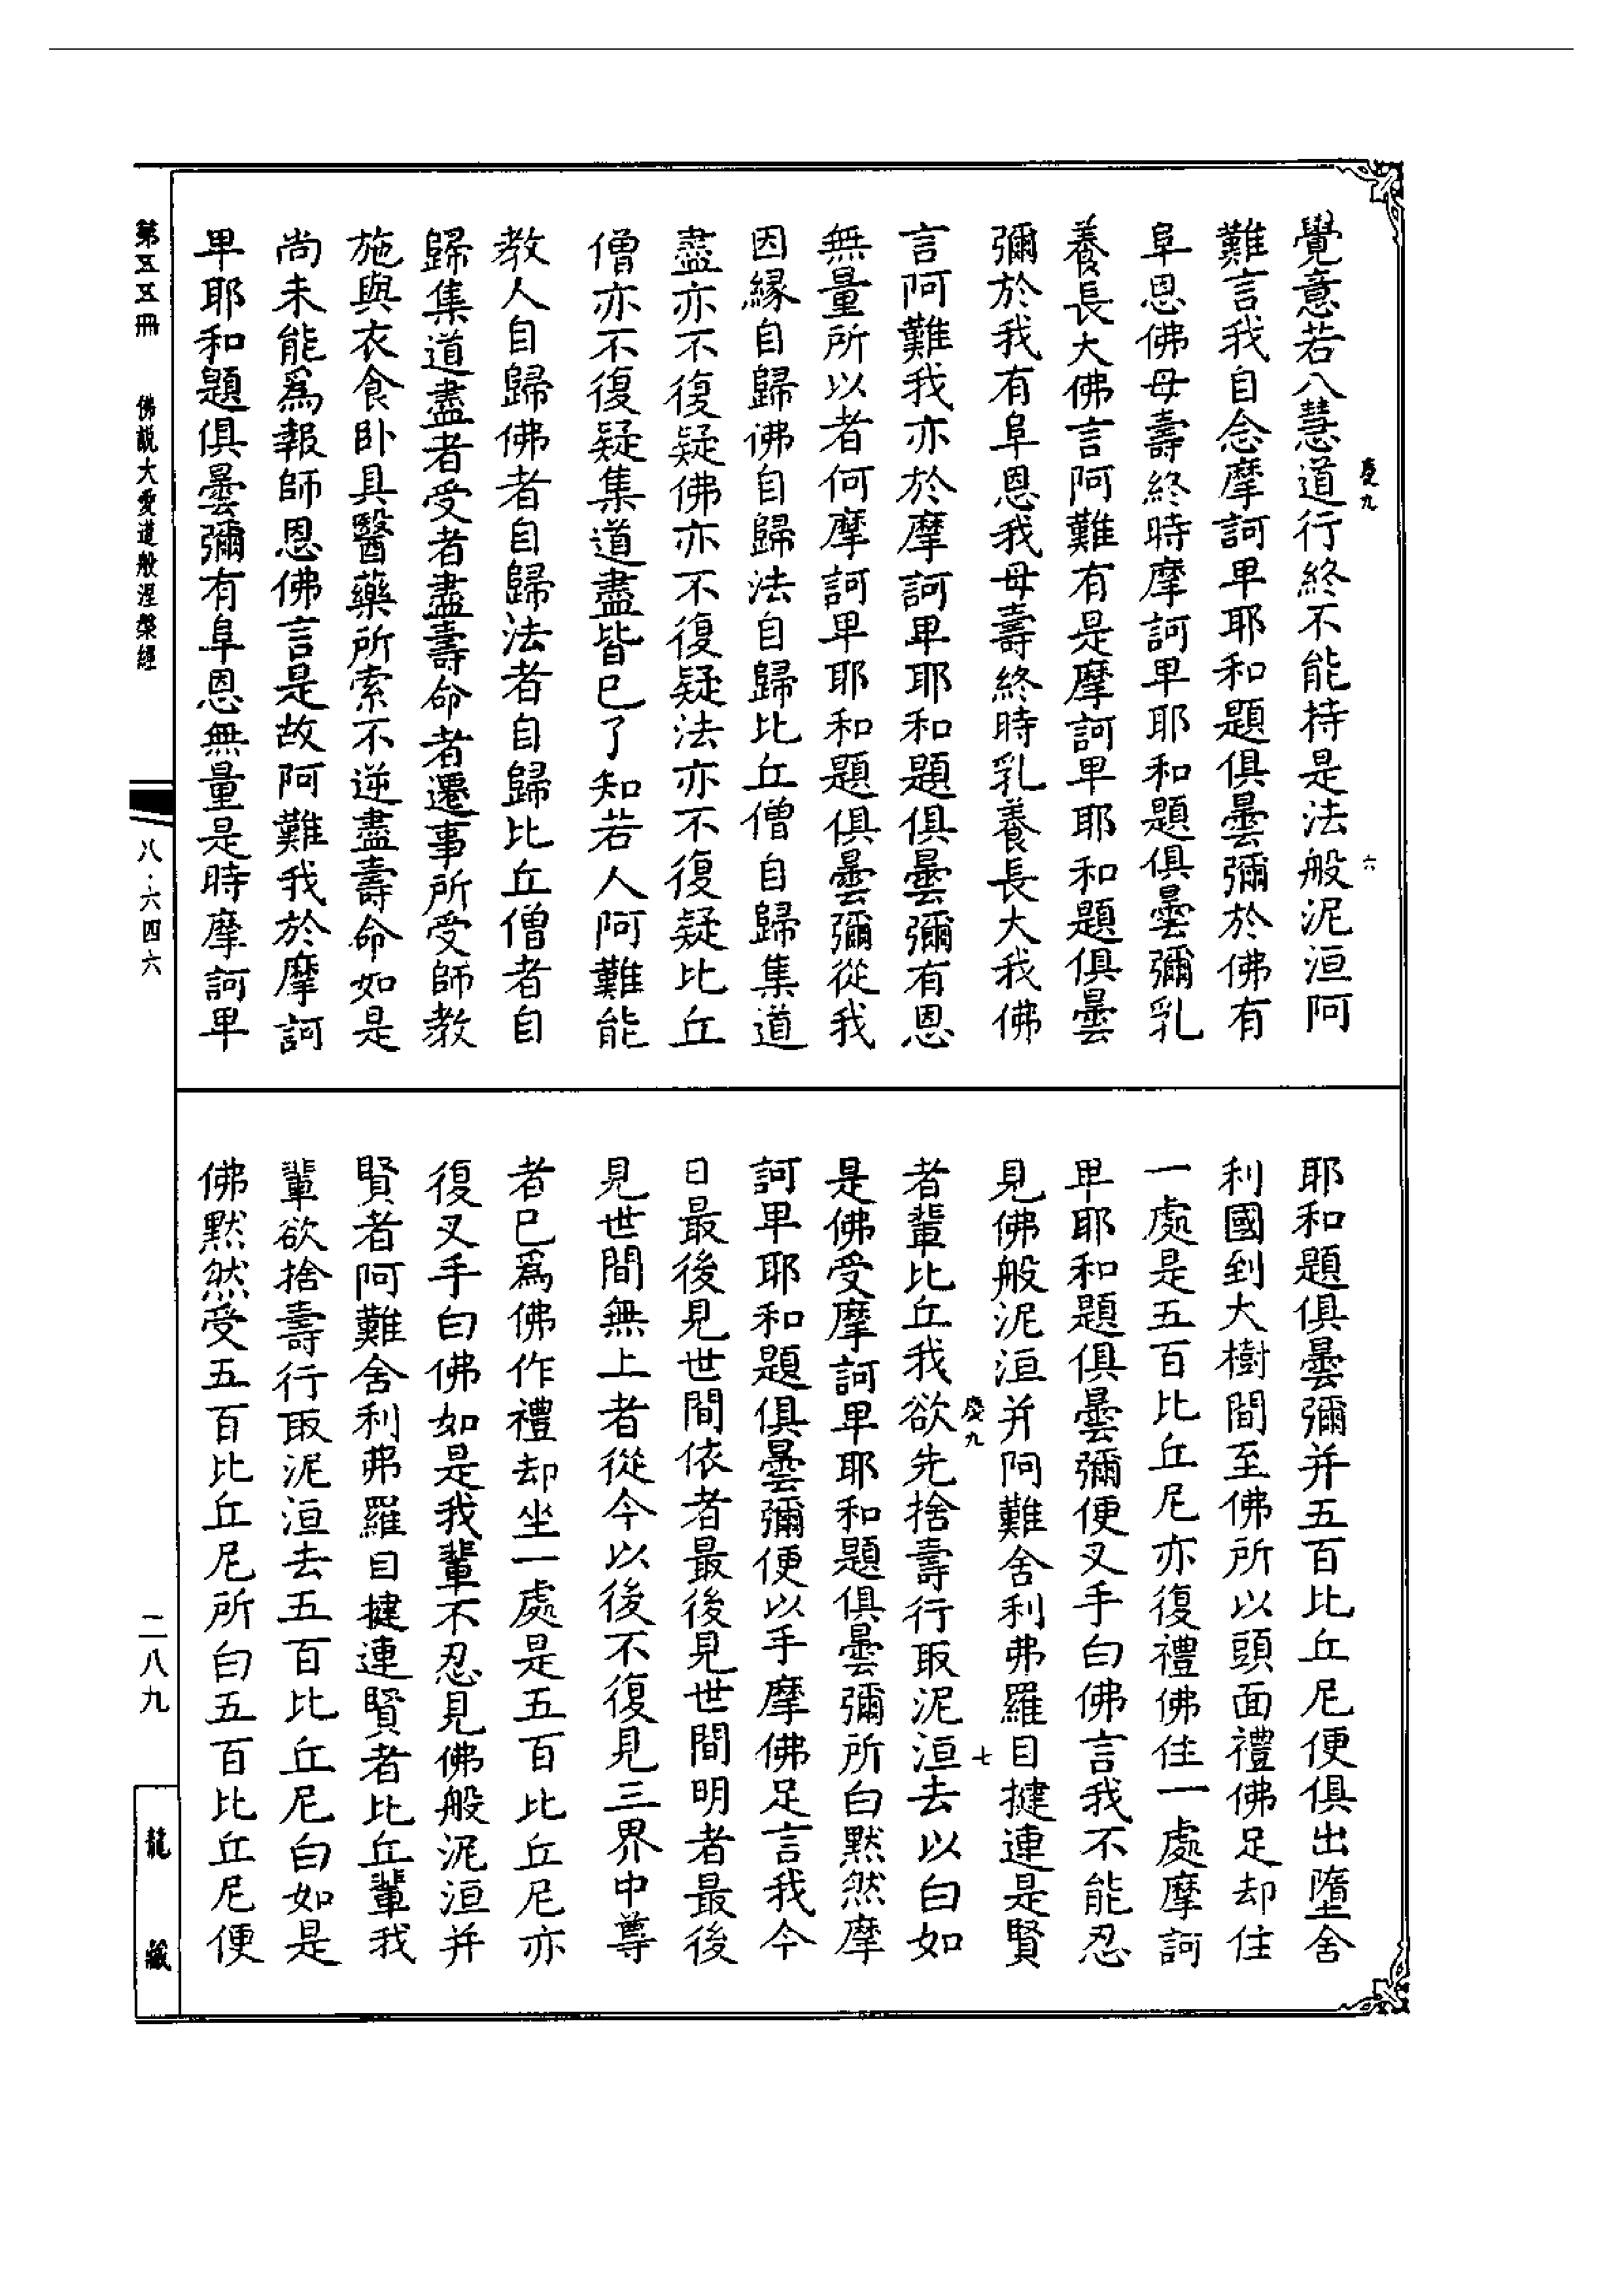 慶九 六
覺意若八慧道行終不能持是法般泥洹阿
難言我自念摩訶卑耶和題俱曇彌於佛有
阜恩佛母壽終時摩訶卑耶和題俱曇彌乳
養長大佛言阿難有是摩訶卑耶和題俱曇
彌於我有阜恩我母壽終時乳養長大我佛
言阿難我亦於摩訶卑耶和題俱曇彌有恩
無量所以者何摩訶卑耶和題俱曇彌從我
因緣自歸佛自歸法自歸比丘僧自歸集道
盡亦不復疑佛亦不復疑法亦不復疑比丘
僧亦不復疑集道盡皆已了知若人阿難能
教人自歸佛者自歸法者自歸比丘僧者自
歸集道盡者受者盡壽命者還事所受師教
施與衣食卧具醫藥所索不逆盡壽命如是
尚未能爲報師恩佛言是故阿難我於摩訶
卑耶和題俱曇彌有阜恩無量是時摩訶卑
耶和題俱曇彌并五百比丘尼便俱出墮舍
利國到大樹間至佛所以頭面禮佛足却住
一處是五百比丘尼亦復禮佛住一處摩訶
卑耶和題俱曇彌便叉手白佛言我不能忍
見佛般泥洹并阿難舍利弗羅目揵連是賢
慶九 七
者輩比丘我欲先捨壽行取泥洹去以白如
是佛受摩訶卑耶和題俱曇彌所白默然摩
訶卑耶和題俱曇彌便以手摩佛足言我今
日最後見世間依者最後見世間明者最後
見世間無上者從今以後不復見三界中尊
者已爲佛作禮却坐一處是五百比丘尼亦
復叉手白佛如是我輩不忍見佛般泥洹并
賢者阿難舍利弗羅目揵連賢者比丘輩我
輩欲捨壽行取泥洹去五百比丘尼白如是
佛默然受五百比丘尼所白五百比丘尼便
第五五冊 佛說大愛道般涅槃經
八·六四六
二八九
龍藏